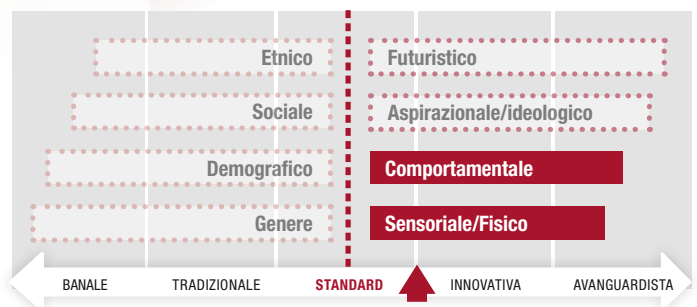 Etnico Futuristico
Sociale Aspirazionale/ideologico
Demografico Comportamentale
Genere Sensoriale/Fisico
BANALE TRADIZIONALE STANDARD INNOVATIVA AVANGUARDISTA